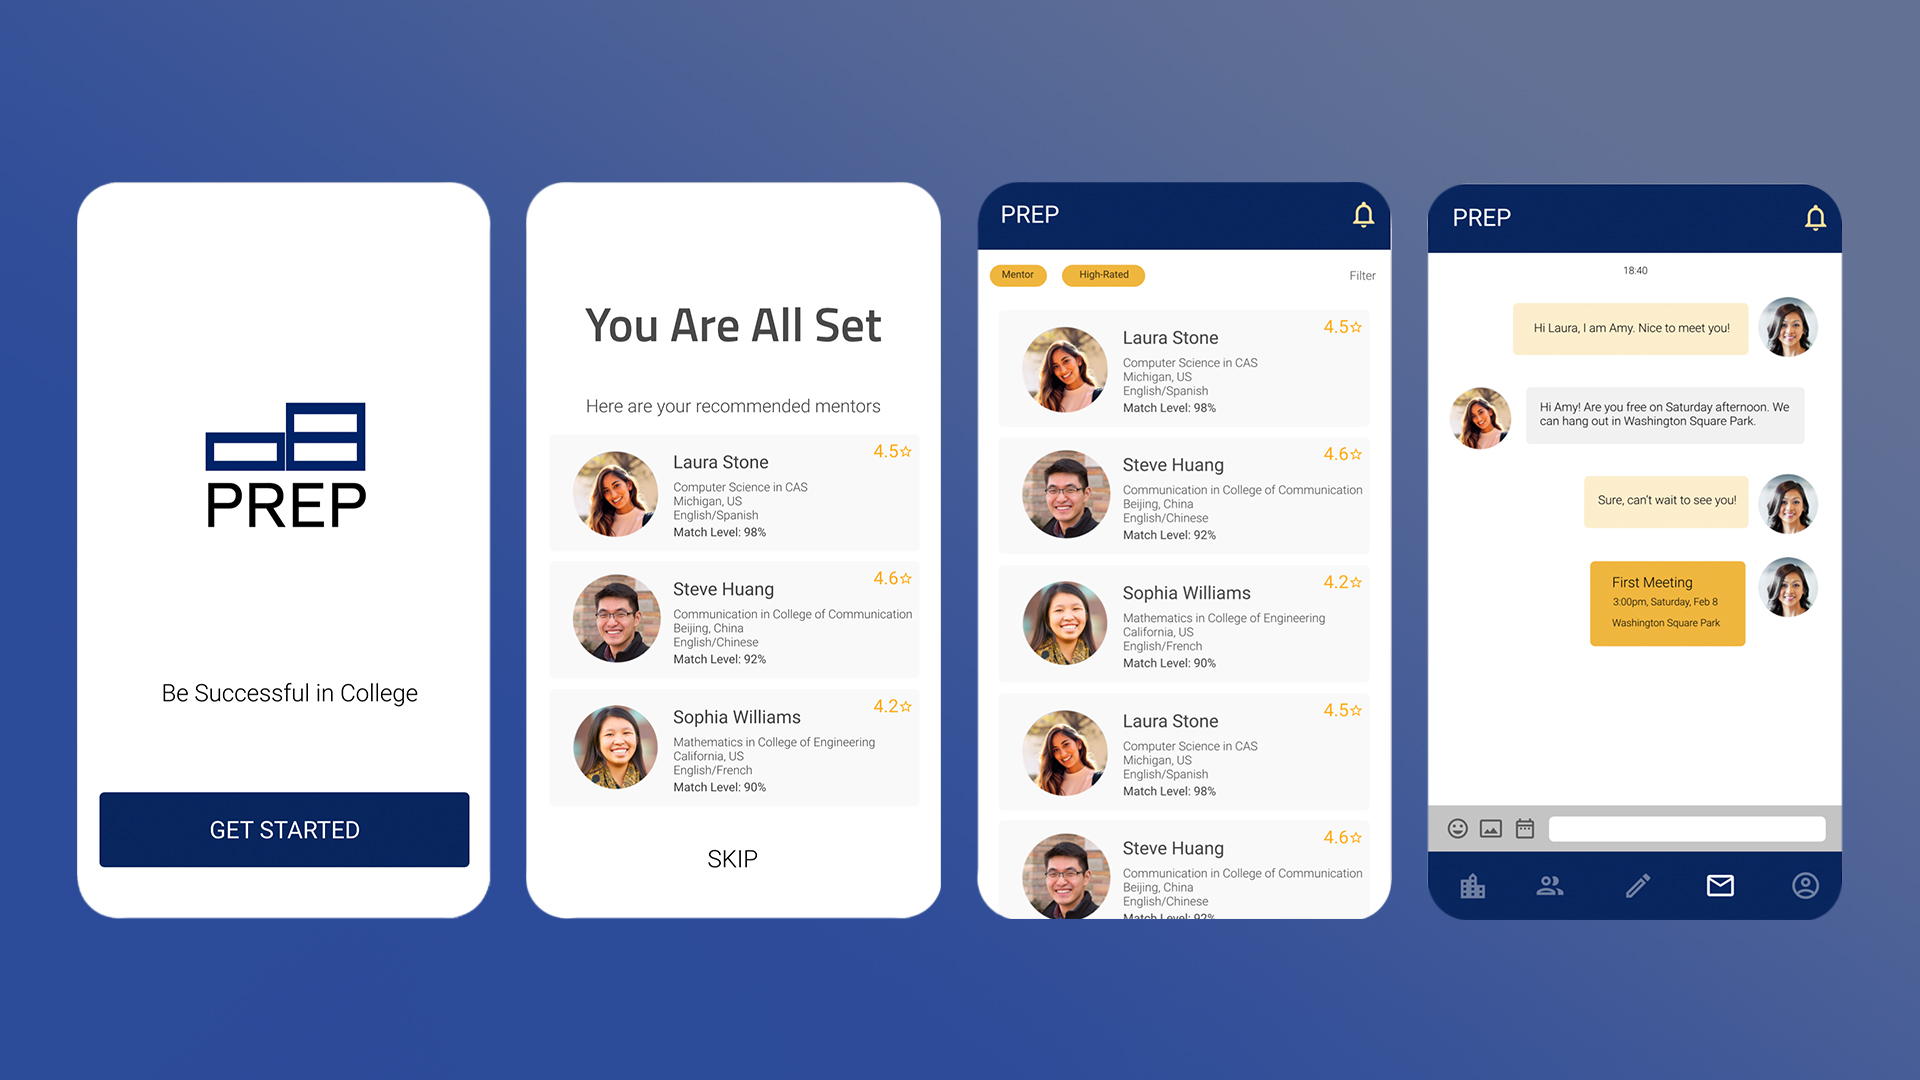 PREP
Be Successful in College
GET STARTED
You Are All Set
Here are your recommended mentors
4.5
Laura Stone
Computer Science in CAS
Michigan, US
English/Spanish
Match Level: 98%
4.6
Steve Huang
Communication in College of Communication
Beijing, China
English/Chinese
Match Level: 92%
4.2
Sophia Williams
Mathematics in College of Engineering
California, US
English/French
Match Level: 90%
SKIP
PREP
Mentor
High-Rated
Filter
4.5
Laura Stone
Computer Science in CAS
Michigan, US
English/Spanish
Match Level: 98%
4.6
Steve Huang
Communication in College of Communication
Beijing, China
English/Chinese
Match Level: 92%
4.2
Sophia Williams
Mathematics in College of Engineering
California, US
English/French
Match Level: 90%
4.5
Laura Stone
Computer Science in CAS
Michigan, US
English/Spanish
Match Level: 98%
4.6
Steve Huang
Communication in College of Communication
Beijing, China
English/Chinese
Match Level: 92%
PREP
18:40
Hi Laura, I am Amy. Nice to meet you!
Hi Amy! Are you free on Saturday afternoon. We
can hang out in Washington Square Park.
Sure, can't wait to see you!
First Meeting
3:00pm, Saturday, Feb 8
Washington Square Park